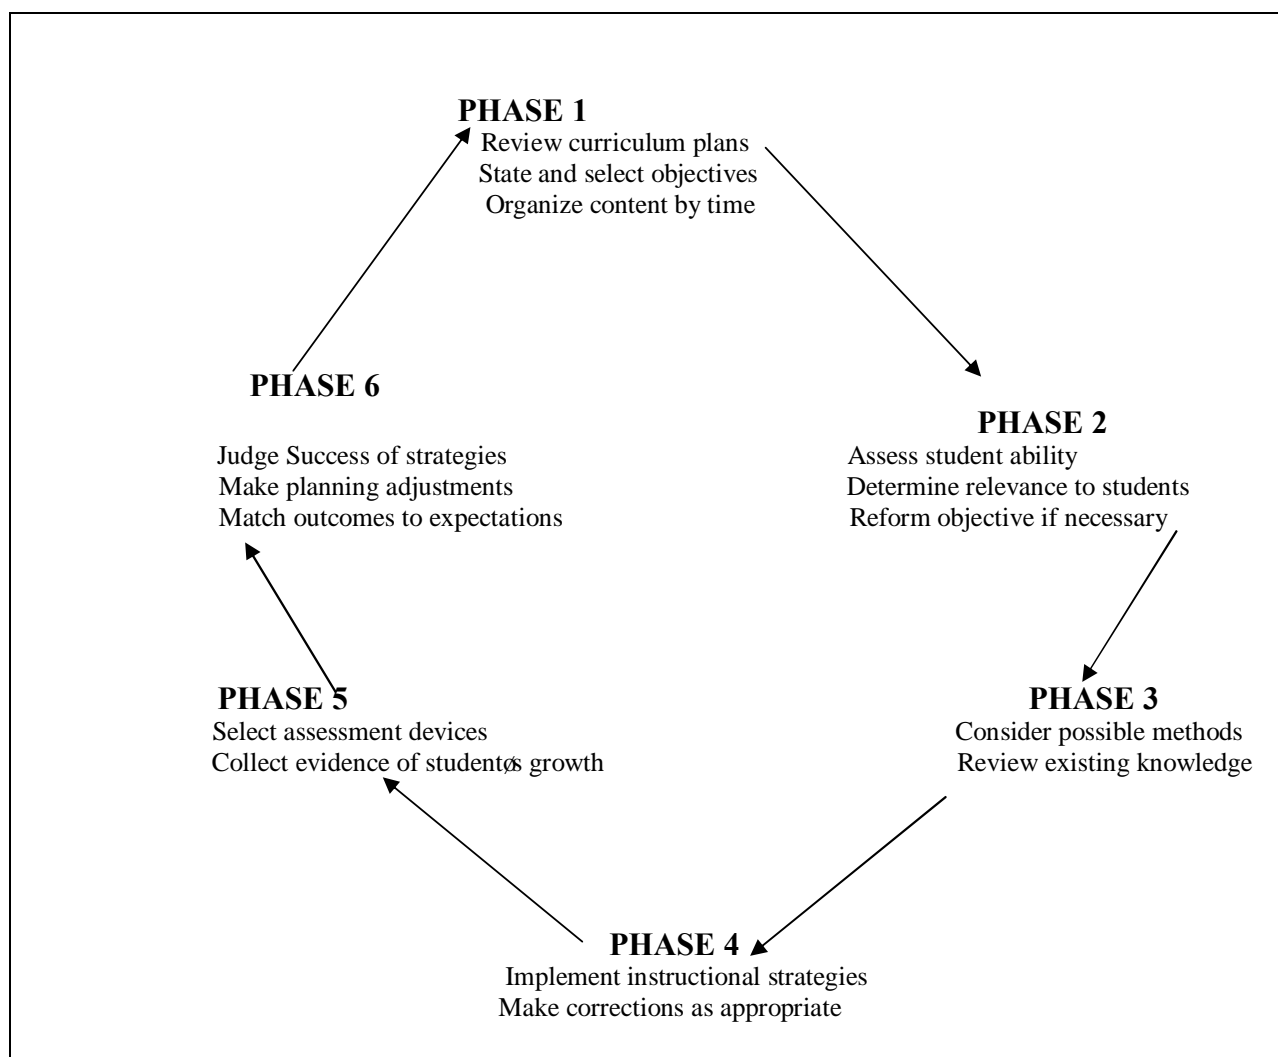 PHASE 1
Review curriculum plans
State and select objectives
Organize content by time
PHASE 2
Assess student ability
Determine relevance to students
Reform objective if necessary
PHASE 3
Consider possible methods
Review existing knowledge
PHASE 4
Implement instructional strategies
Make corrections as appropriate
PHASE 5
Select assessment devices
Collect evidence of studentøs growth
PHASE 6
Judge Success of strategies
Make planning adjustments
Match outcomes to expectations